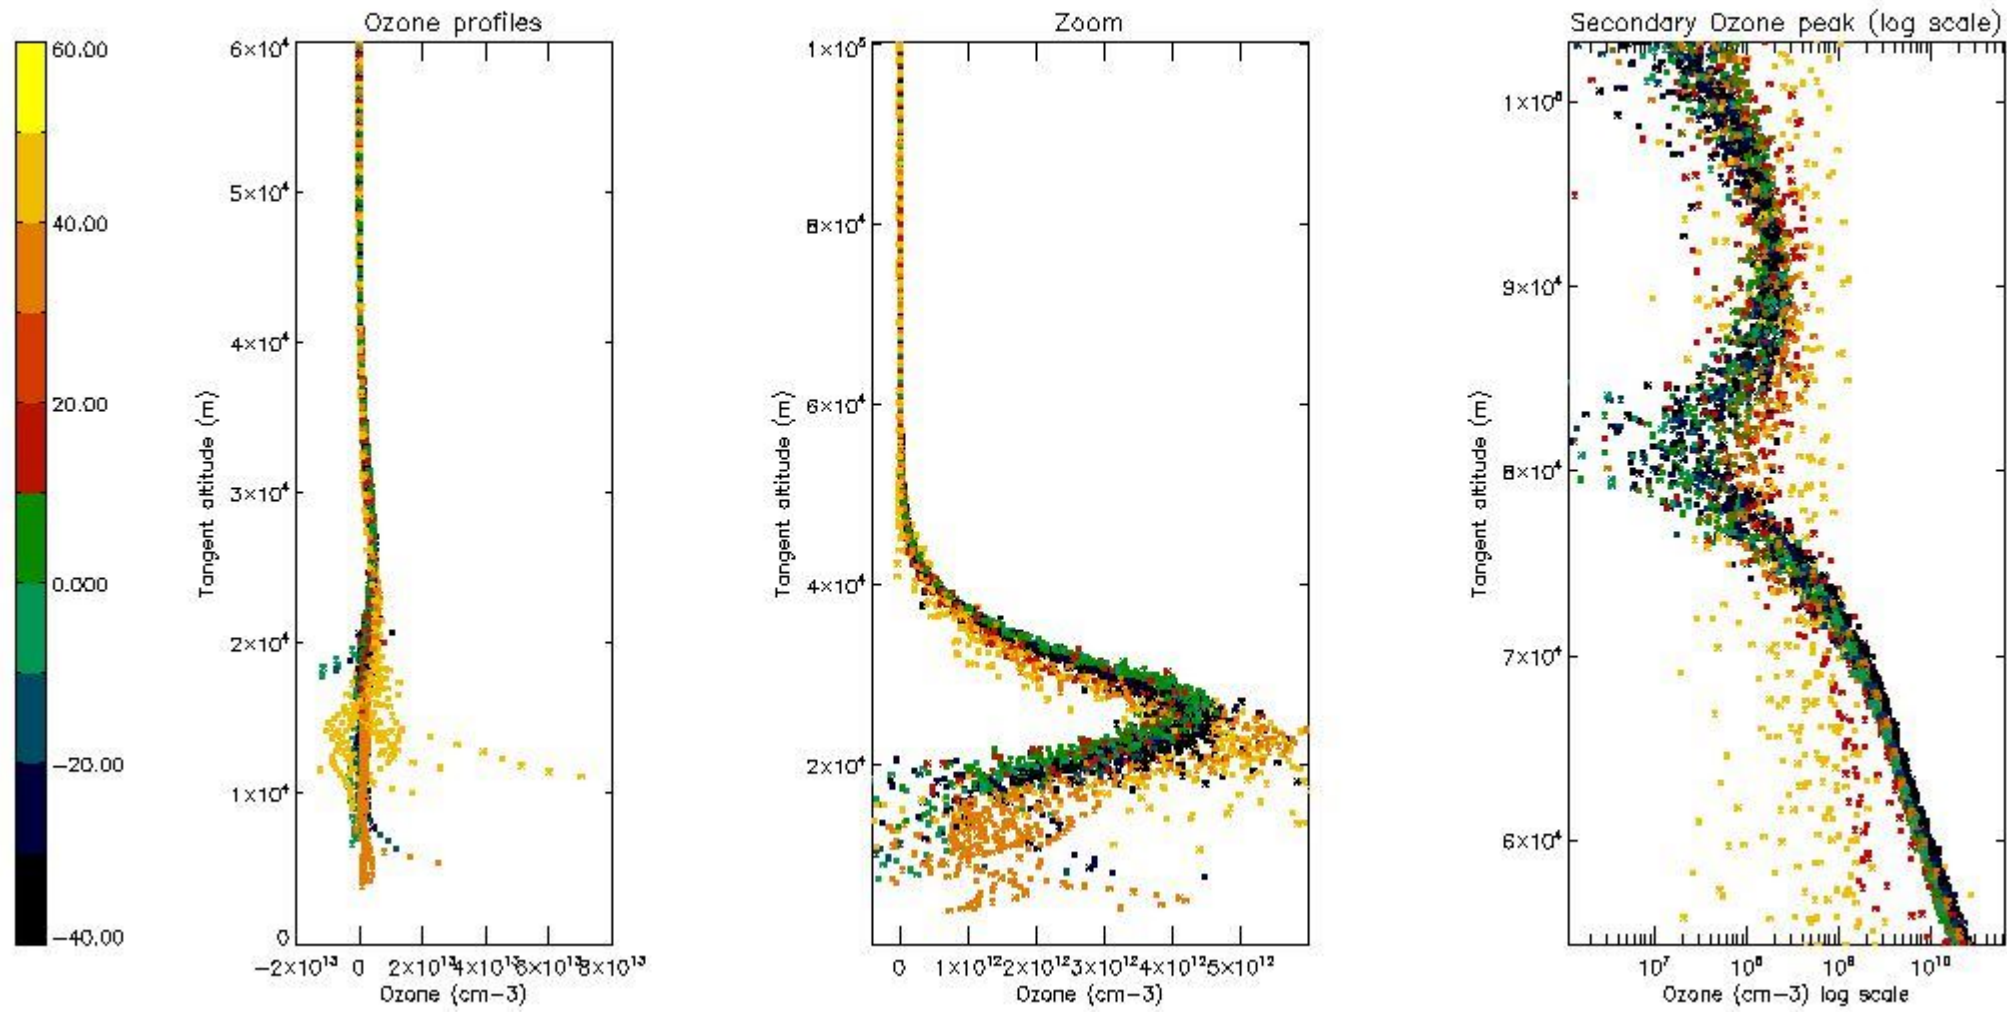 Ozone profiles
Zoom
Secondary Ozone peak (log scale)
60.00
40.00
20.00
0.000
−20.00
−40.00
6×10⁴
5×10⁴
4×10⁴
3×10⁴
2×10⁴
1×10⁴
0
Tangent altitude (m)
−2×10¹³ 0 2×10¹³ 4×10¹³ 6×10¹³ 8×10¹³
Ozone (cm−3)
1×10⁵
8×10⁴
6×10⁴
4×10⁴
2×10⁴
Tangent altitude (m)
0 1×10¹² 2×10¹² 3×10¹² 4×10¹² 5×10¹²
Ozone (cm−3)
1×10⁵
9×10⁴
8×10⁴
7×10⁴
6×10⁴
Tangent altitude (m)
10⁷ 10⁸ 10⁹ 10¹⁰
Ozone (cm−3) log scale